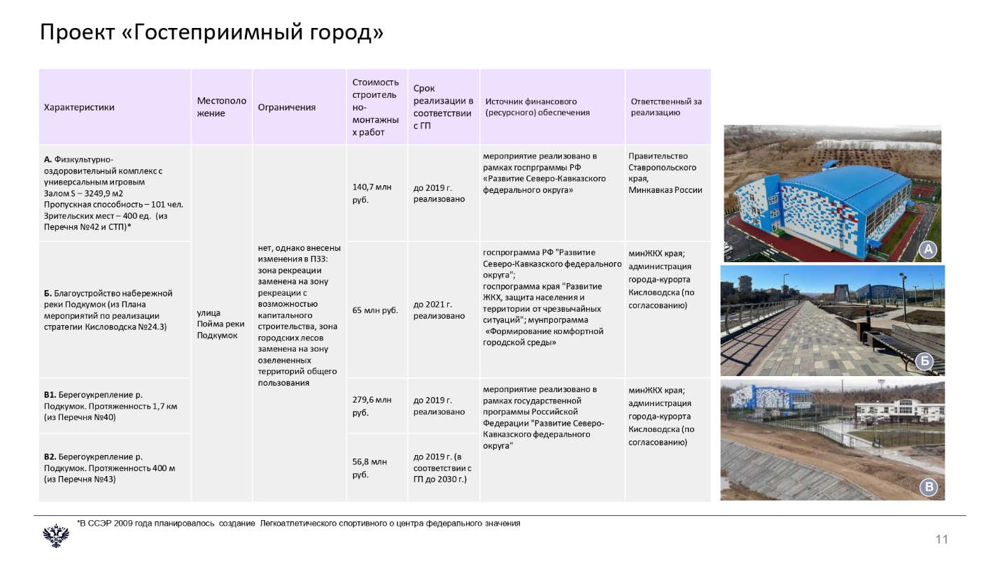 Проект «Гостеприимный город»
Характеристики
Местополо
жение
Ограничения
Стоимость
строитель
но-
монтажны
х работ
Срок
реализации в
соответствии
с ГП
Источник финансового
(ресурсного) обеспечения
Ответственный за
реализацию
А. Физкультурно-
оздоровительный комплекс с
универсальным игровым
Залом S – 3249,9 м2
Пропускная способность – 101 чел.
Зрительских мест – 400 ед. (из
Перечня №42 и СТП)*
улица
Пойма реки
Подкумок
нет, однако внесены
изменения в ПЗЗ:
зона рекреации
заменена на зону
рекреации с
возможностью
капитального
строительства, зона
городских лесов
заменена на зону
озелененных
территорий общего
пользования
140,7 млн
руб.
до 2019 г.
реализовано
мероприятие реализовано в
рамках госпрграммы РФ
«Развитие Северо-Кавказского
федерального округа»
Правительство
Ставропольского
края,
Минкавказ России
Б. Благоустройство набережной
реки Подкумок (из Плана
мероприятий по реализации
стратегии Кисловодска №24.3)
65 млн руб.
до 2021 г.
реализовано
госпрограмма РФ "Развитие
Северо-Кавказского федерального
округа";
госпрограмма края "Развитие
ЖКХ, защита населения и
территории от чрезвычайных
ситуаций"; мунпрограмма
«Формирование комфортной
городской среды»
минЖКХ края;
администрация
города-курорта
Кисловодска (по
согласованию)
В1. Берегоукрепление р.
Подкумок. Протяженность 1,7 км
(из Перечня №40)
279,6 млн
руб.
до 2019 г.
реализовано
мероприятие реализовано в
рамках государственной
программы Российской
Федерации "Развитие Северо-
Кавказского федерального
округа"
минЖКХ края;
администрация
города-курорта
Кисловодска (по
согласованию)
В2. Берегоукрепление р.
Подкумок. Протяженность 400 м
(из Перечня №43)
56,8 млн
руб.
до 2019 г. (в
соответствии с
ГП до 2030 г.)
А
Б
В
*В ССЭР 2009 года планировалось создание Легкоатлетического спортивного о центра федерального значения
11